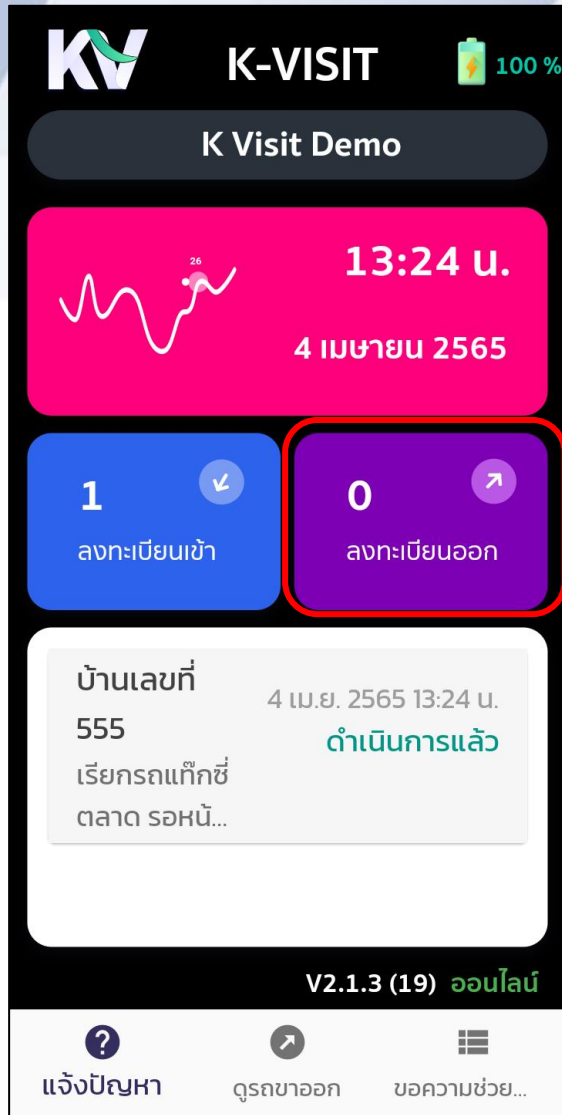 KV K-VISIT 100 %
K Visit Demo
26
13:24 น.
4 เมษายน 2565
1
ลงทะเบียนเข้า
0
ลงทะเบียนออก
บ้านเลขที่
555
4 เม.ย. 2565 13:24 น.
ดำเนินการแล้ว
เรียกรถแท๊กซี่
ตลาด รอหน้...
V2.1.3 (19) ออนไลน์
แจ้งปัญหา
ดูรถขาออก
ขอความช่วย...